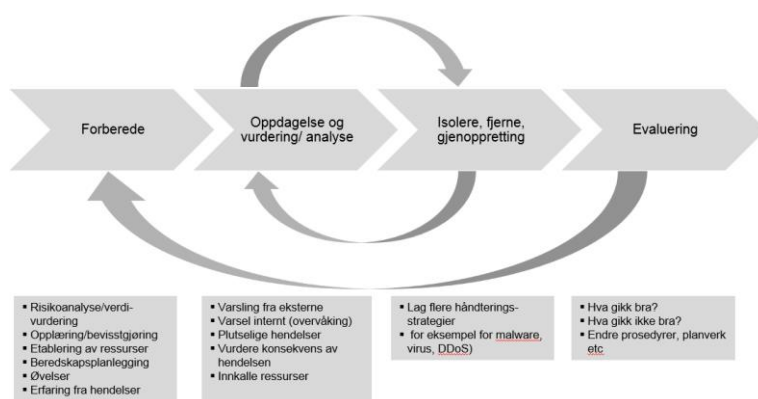 Forberede
Oppdagelse og
vurdering/ analyse
Isolere, fjerne,
gjenoppretting
Evaluering
▪ Risikoanalyse/verdi-
vurdering
▪ Opplæring/bevisstgjøring
▪ Etablering av ressurser
▪ Beredskapsplanlegging
▪ Øvelser
▪ Erfaring fra hendelser
▪ Varsling fra eksterne
▪ Varsel internt (overvåking)
▪ Plutselige hendelser
▪ Vurdere konsekvens av
hendelsen
▪ Innkalle ressurser
▪ Lag flere håndterings-
strategier
▪ for eksempel for malware,
virus, DDoS)
▪ Hva gikk bra?
▪ Hva gikk ikke bra?
▪ Endre prosedyrer, planverk
etc